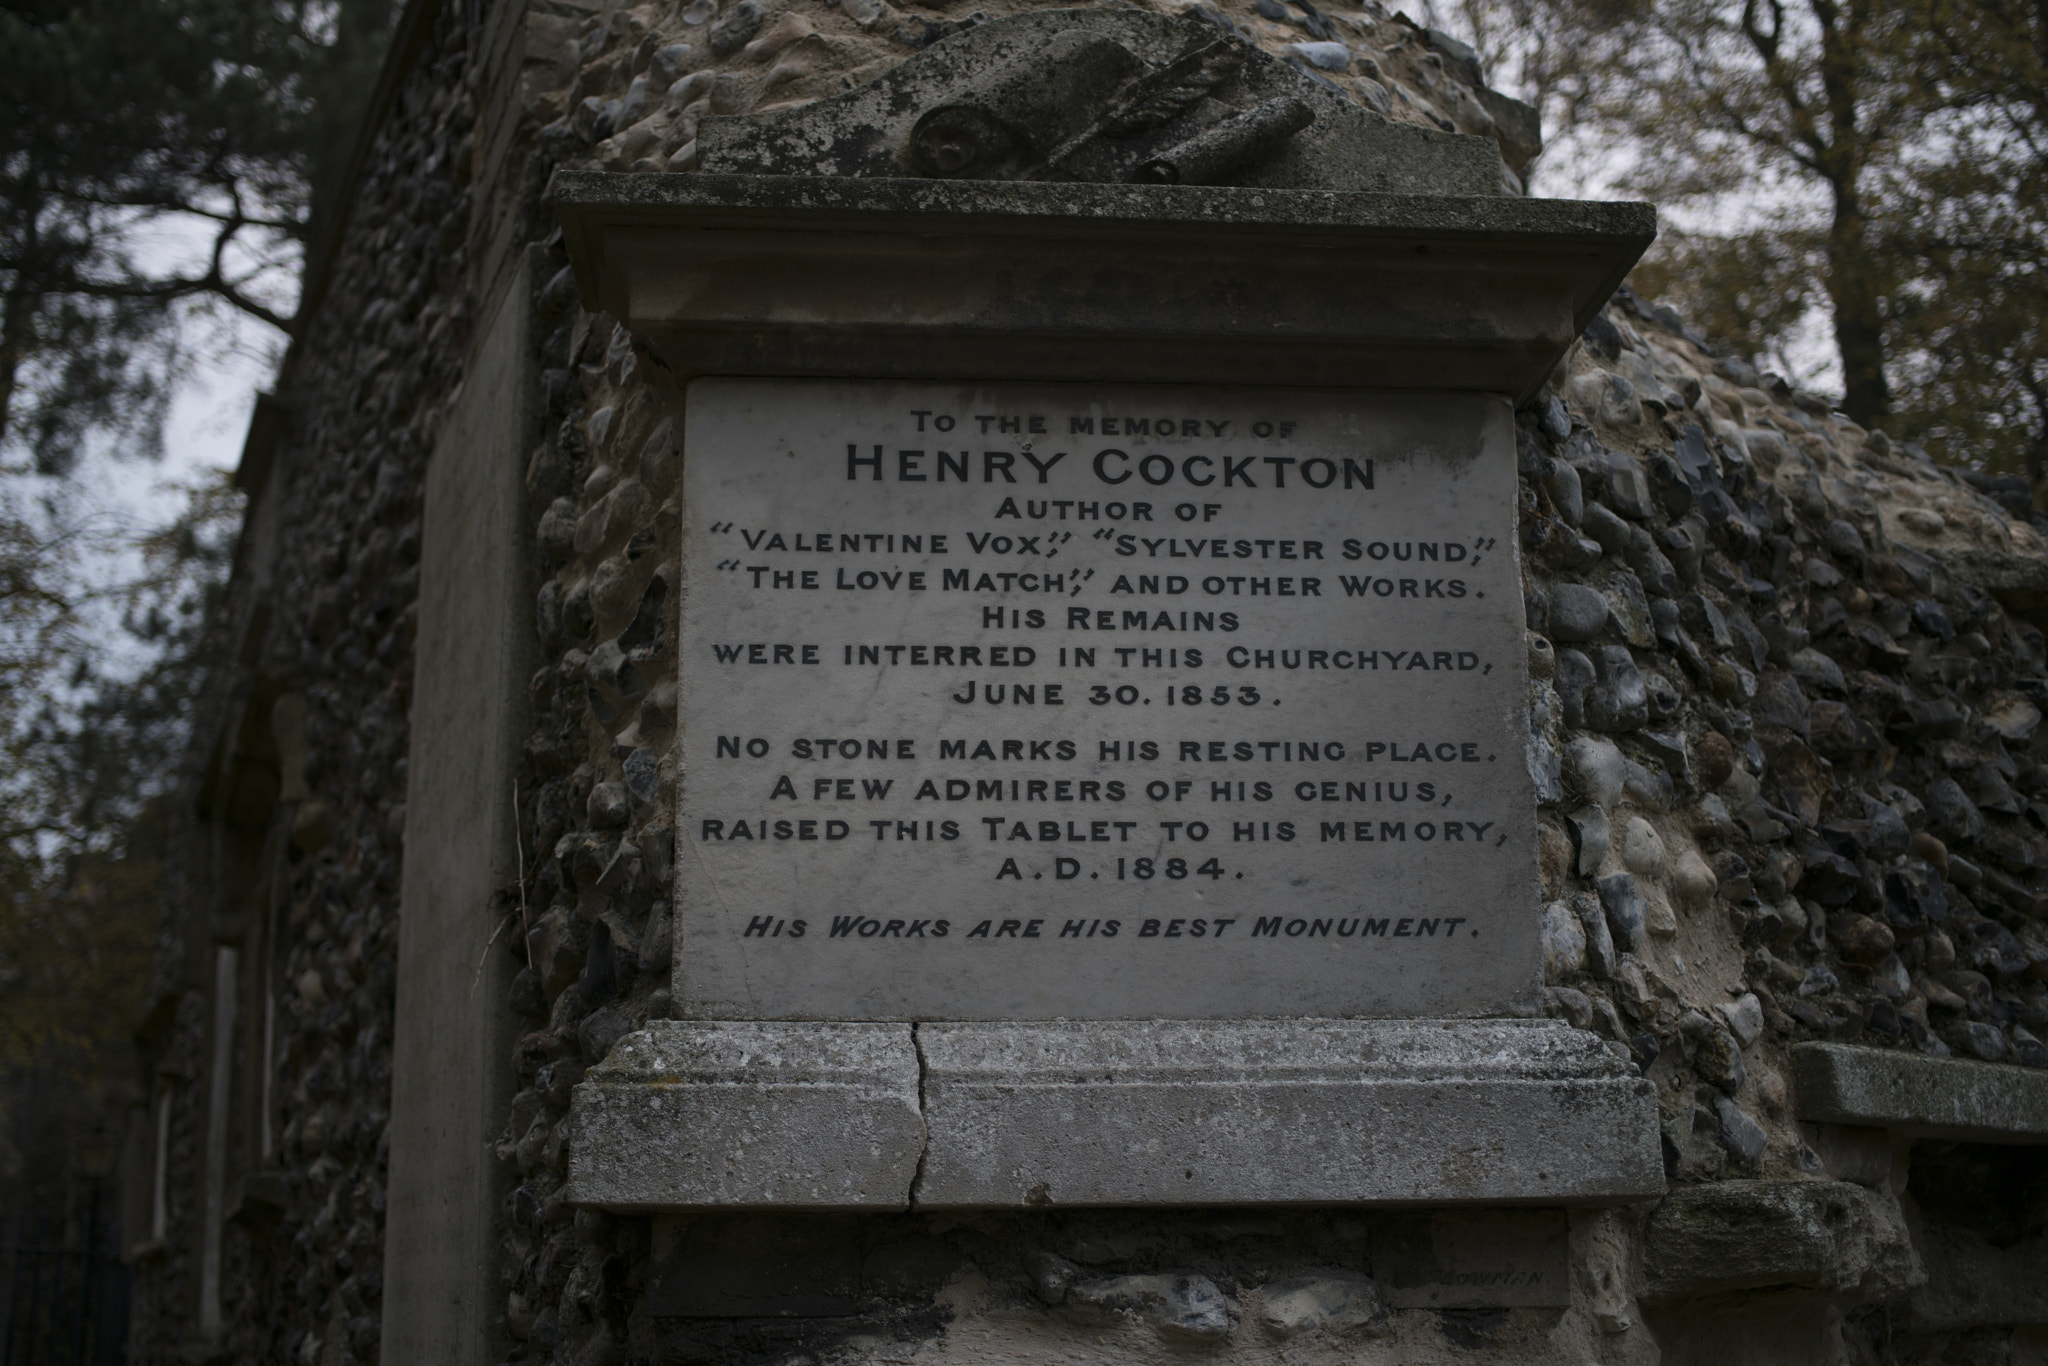 To the memory of
Henry Cockton
Author of
"Valentine Vox," "Sylvester Sound,"
"The Love Match," and other Works.
His Remains
were interred in this Churchyard,
June 30. 1853.
No stone marks his resting place.
A few admirers of his genius,
raised this Tablet to his memory,
A.D. 1884.
His Works are his best Monument.